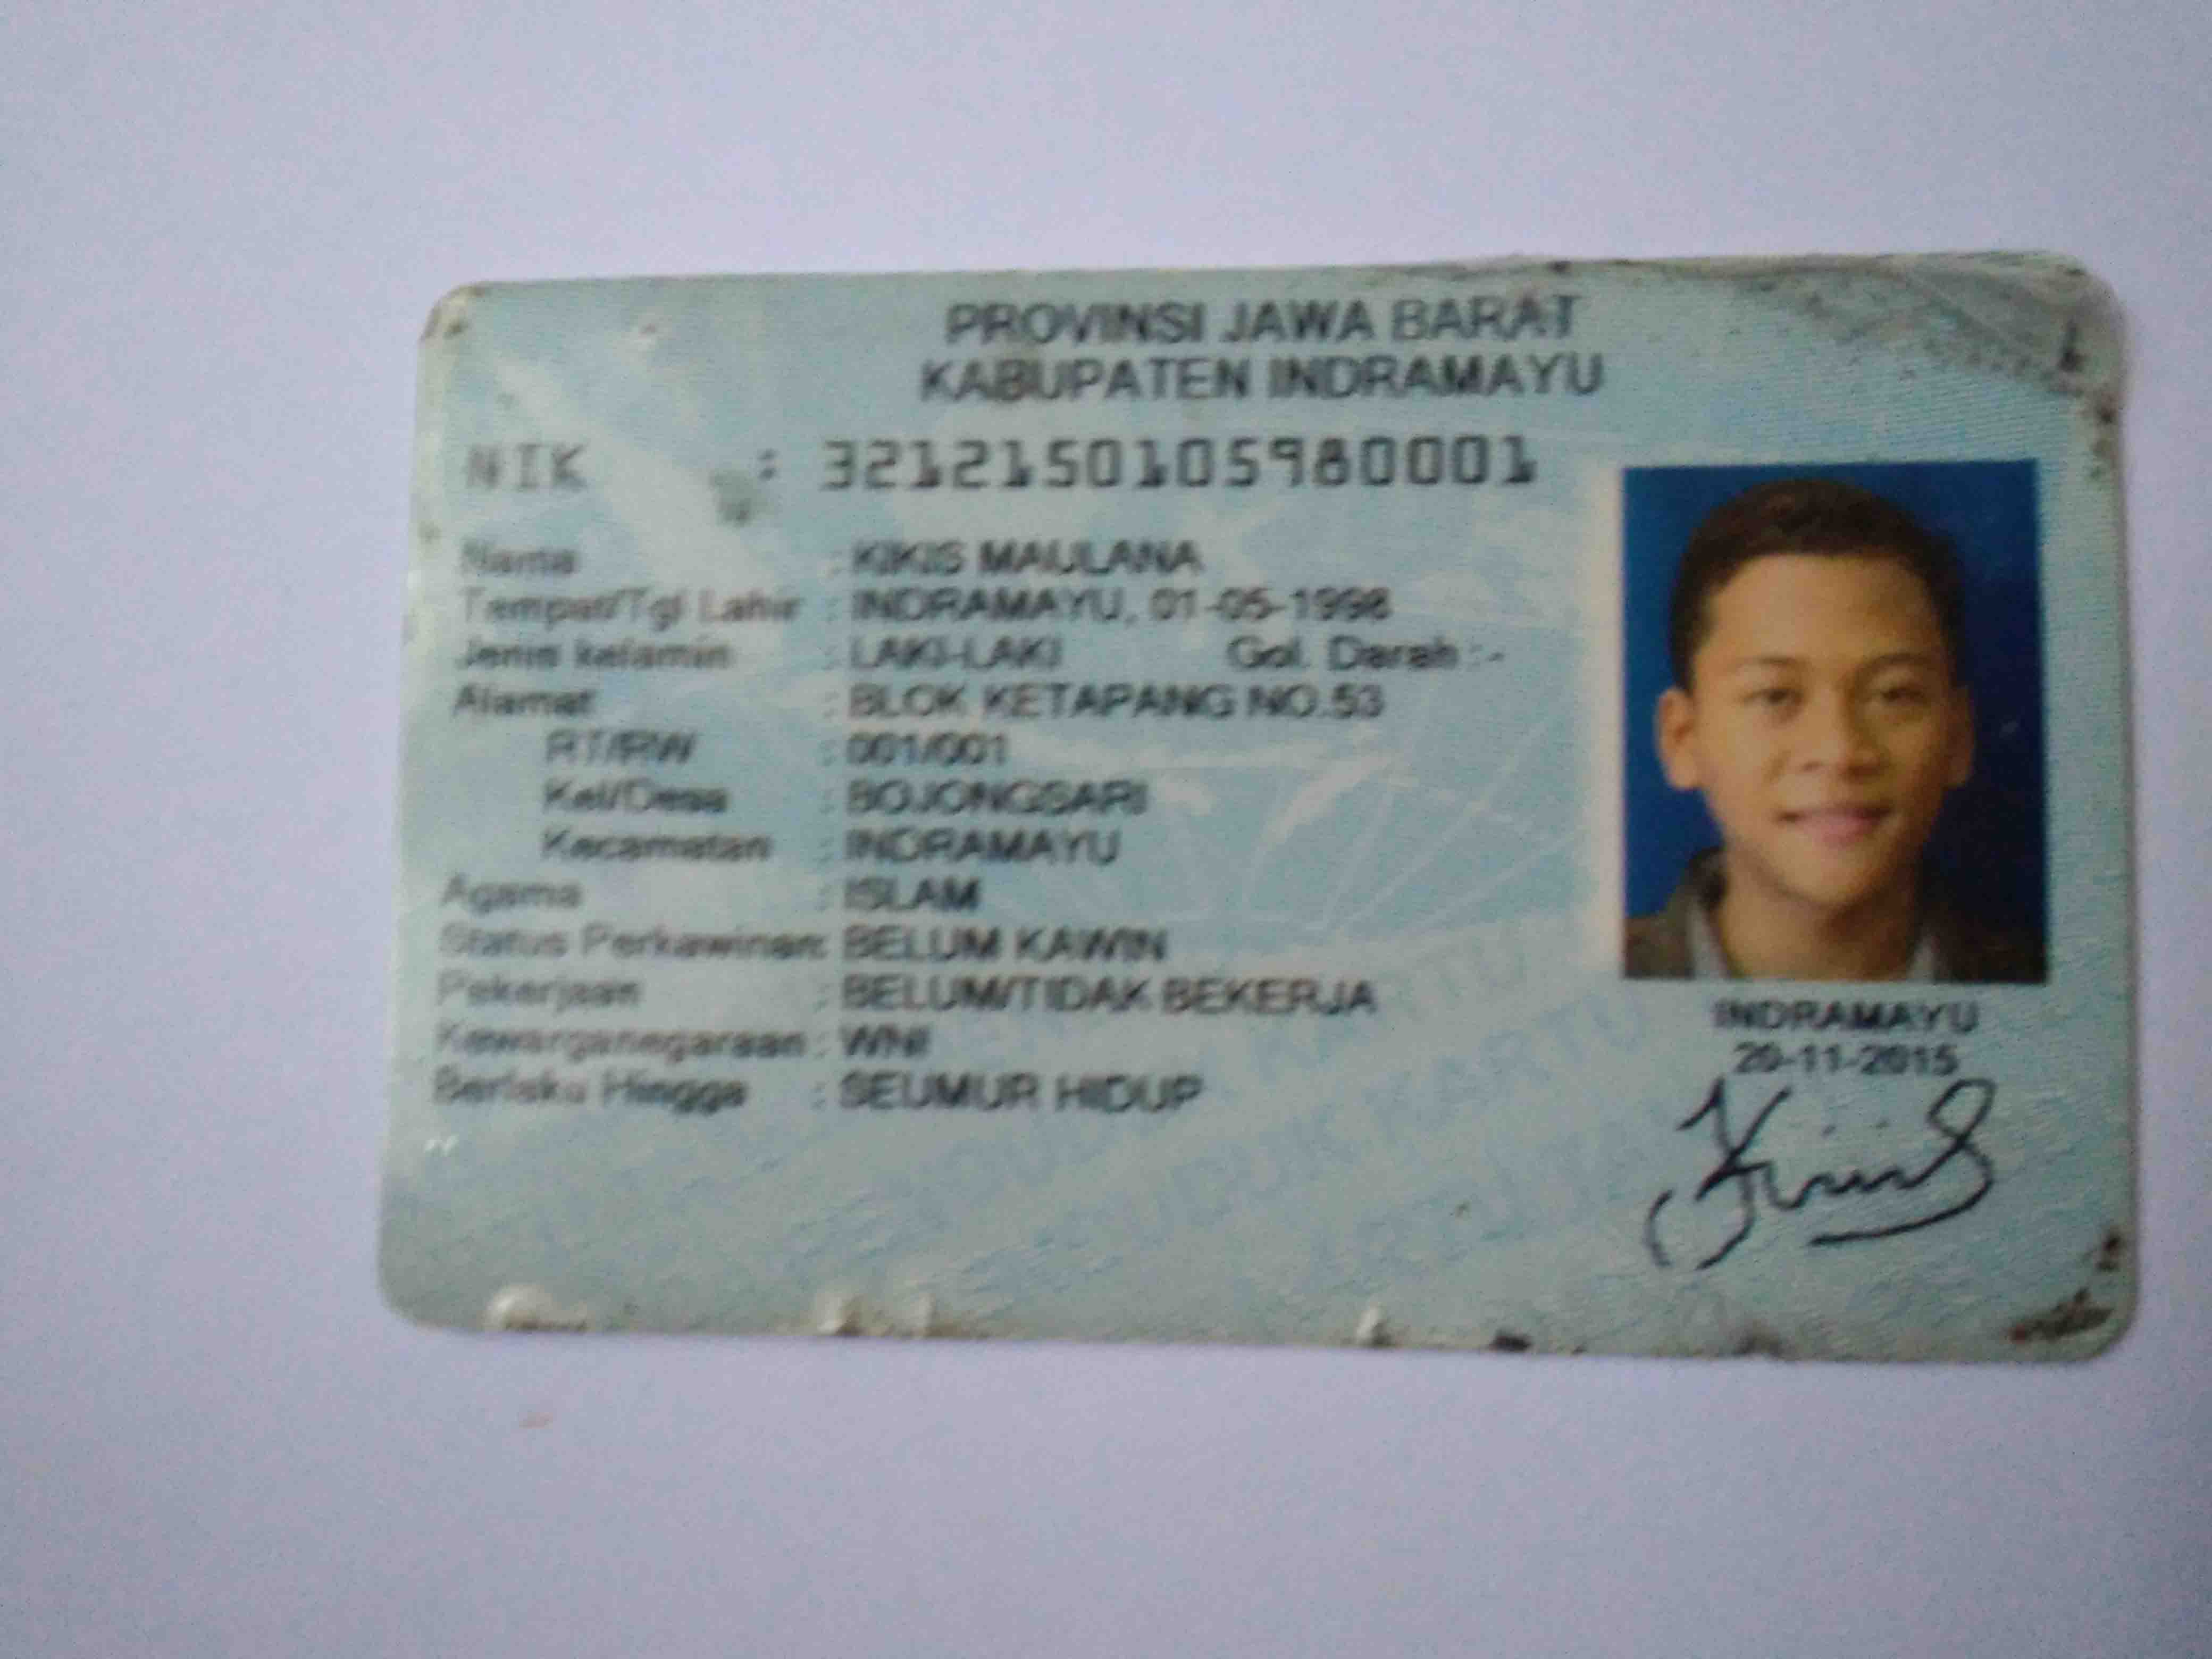 PROVINSI JAWA BARAT
KABUPATEN INDRAMAYU
NIK : 3212150105980001
Nama : KIKIS MAULANA
Tempat/Tgl Lahir : INDRAMAYU, 01-05-1998
Jenis kelamin : LAKI-LAKI Gol. Darah : -
Alamat : BLOK KETAPANG NO.53
RT/RW : 001/001
Kel/Desa : BOJONGSARI
Kecamatan : INDRAMAYU
Agama : ISLAM
Status Perkawinan: BELUM KAWIN
Pekerjaan : BELUM/TIDAK BEKERJA
Kewarganegaraan : WNI
Berlaku Hingga : SEUMUR HIDUP
INDRAMAYU
20-11-2015